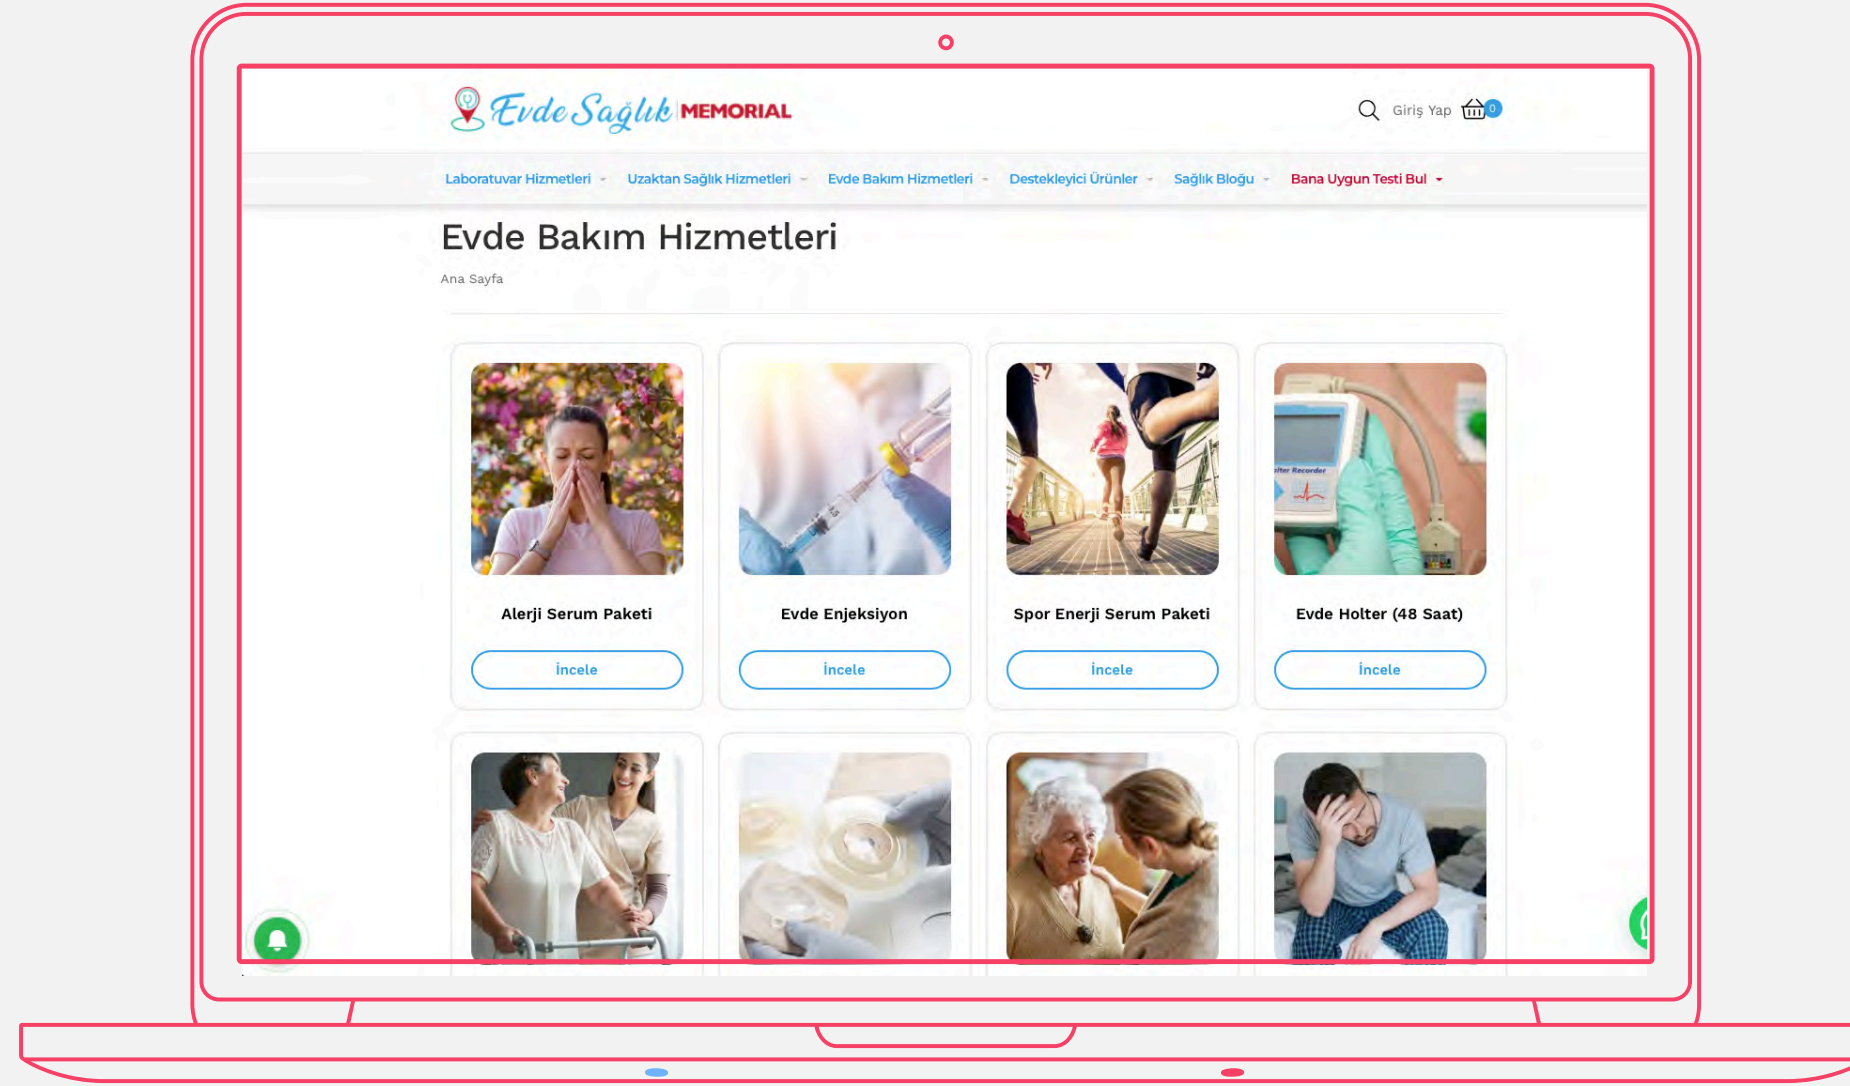 Evde Sağlık MEMORIAL
Giriş Yap 0
Laboratuvar Hizmetleri Uzaktan Sağlık Hizmetleri Evde Bakım Hizmetleri Destekleyici Ürünler Sağlık Bloğu Bana Uygun Testi Bul
Evde Bakım Hizmetleri
Ana Sayfa
lter Recorder
Alerji Serum Paketi Evde Enjeksiyon Spor Enerji Serum Paketi Evde Holter (48 Saat)
İncele İncele İncele İncele